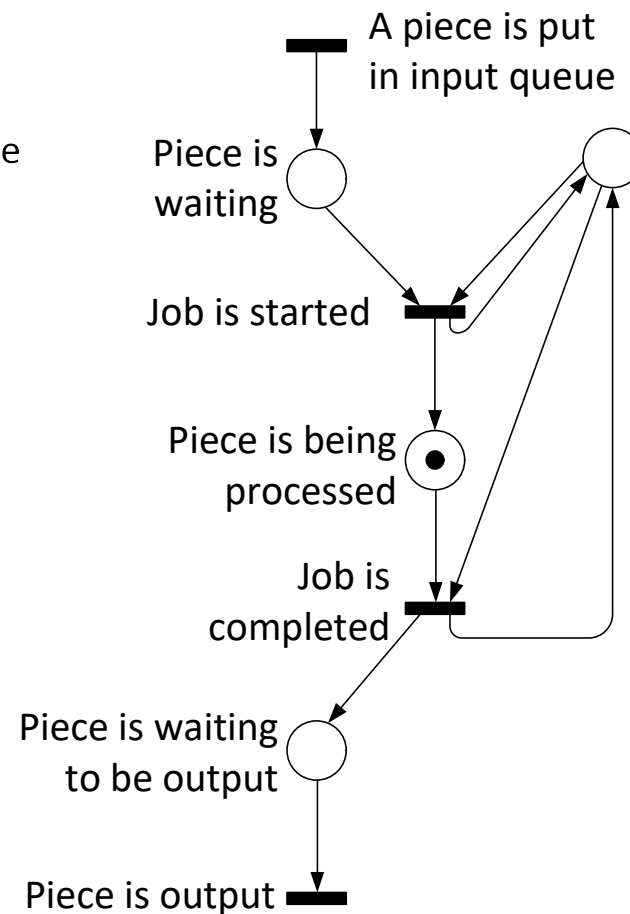 A piece is put
in input queue
e
Piece is
waiting
Job is started
Piece is being
processed
Job is
completed
Piece is waiting
to be output
Piece is output